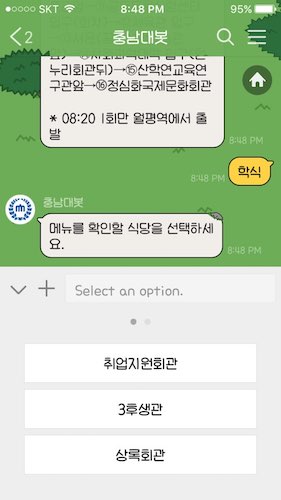 ●○○○○ SKT 8:48 PM 95%
2 충남대봇
누리회관뒤)→⑮산학연교육연
구관앞→⑯정심화국제문화회관
* 08:20 1회만 월평역에서 출
발
8:48 PM
학식
8:48 PM
충남대봇
메뉴를 확인할 식당을 선택하세
요.
8:48 PM
Select an option.
취업지원회관
3후생관
상록회관